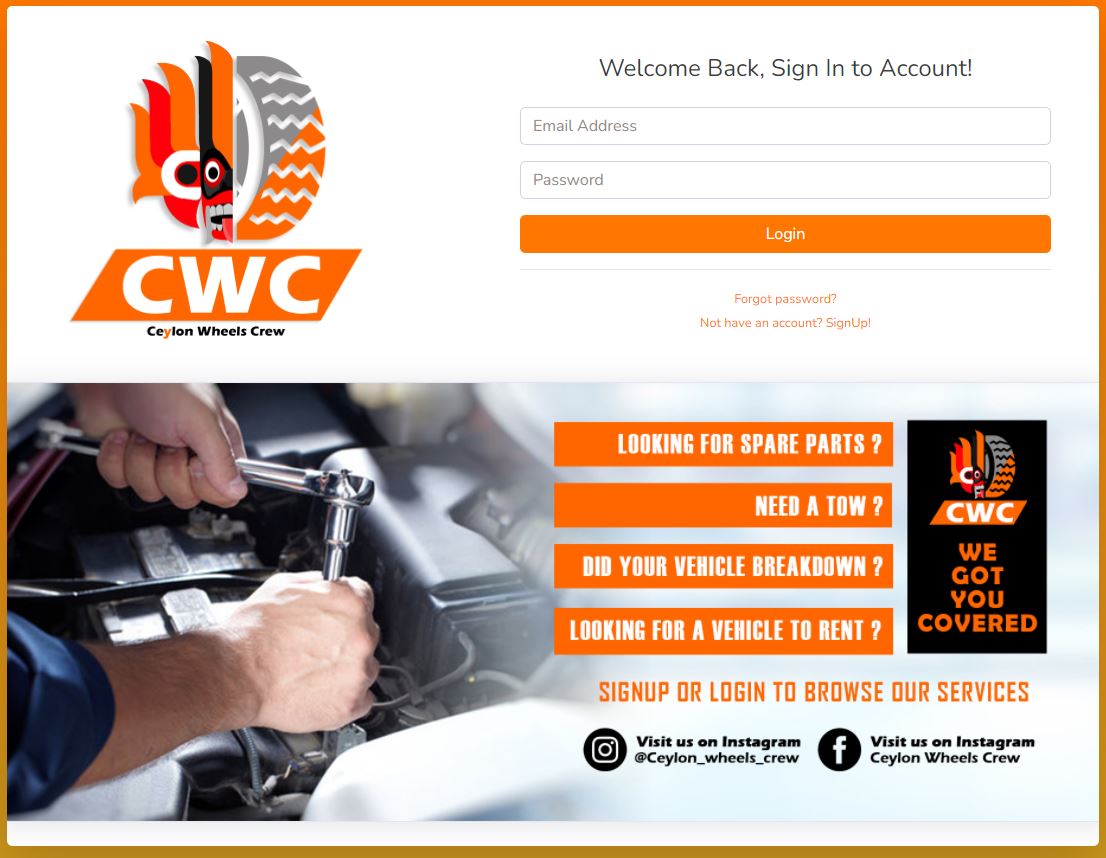 CWC
Ceylon Wheels Crew
Welcome Back, Sign In to Account!
Email Address
Password
Login
Forgot password?
Not have an account? SignUp!
LOOKING FOR SPARE PARTS ?
NEED A TOW ?
DID YOUR VEHICLE BREAKDOWN ?
LOOKING FOR A VEHICLE TO RENT ?
CWC
WE
GOT
YOU
COVERED
SIGNUP OR LOGIN TO BROWSE OUR SERVICES
Visit us on Instagram
@Ceylon_wheels_crew
Visit us on Instagram
Ceylon Wheels Crew